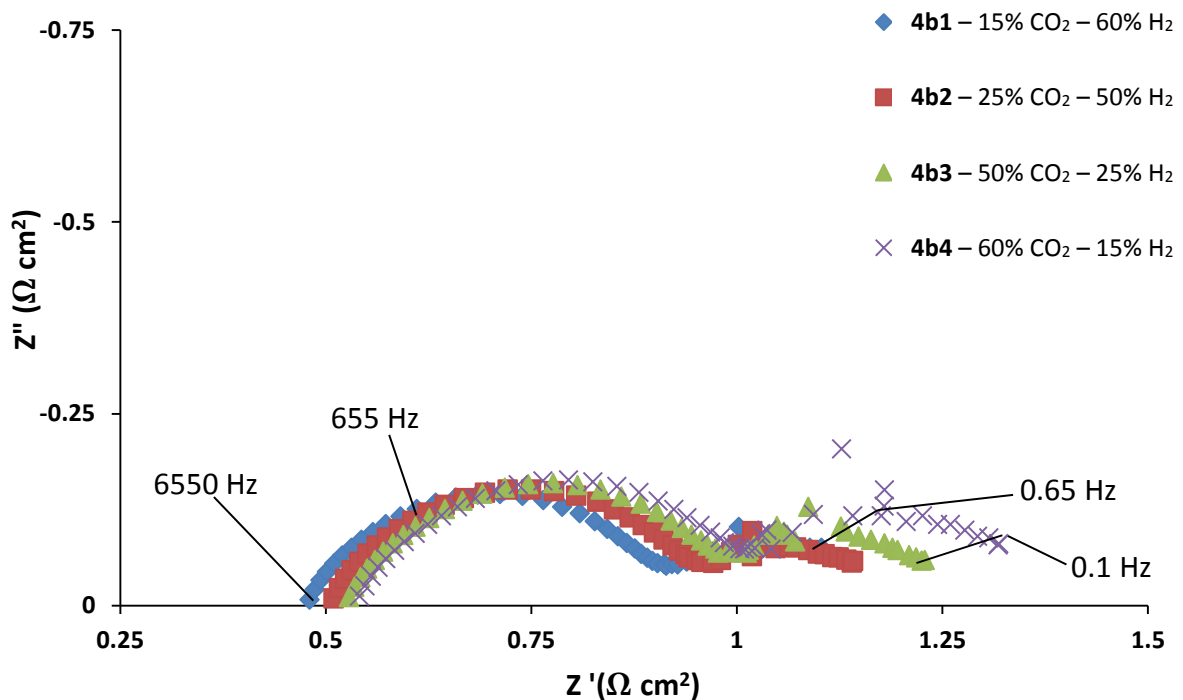 -0.75
-0.5
-0.25
0
Z" (Ω cm²)
0.25
0.5
0.75
1
1.25
1.5
Z '(Ω cm²)
4b1 – 15% CO₂ – 60% H₂
4b2 – 25% CO₂ – 50% H₂
4b3 – 50% CO₂ – 25% H₂
4b4 – 60% CO₂ – 15% H₂
655 Hz
6550 Hz
0.65 Hz
0.1 Hz